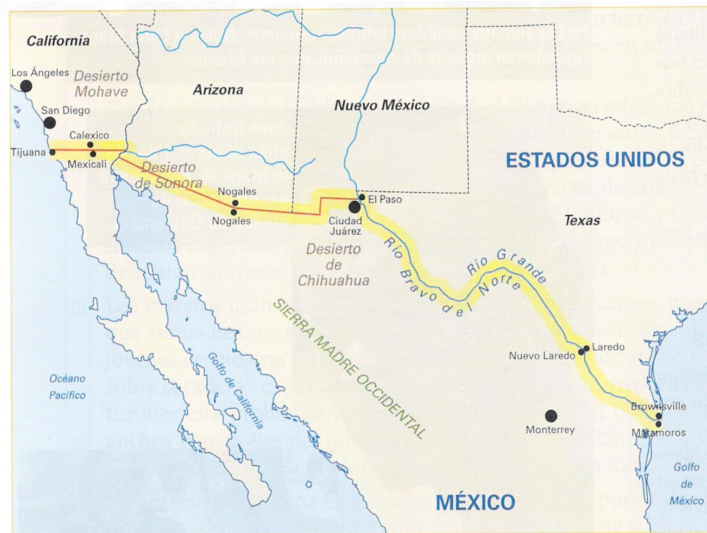 California
Los Ángeles
Desierto
Mohave
San Diego
Arizona
Nuevo México
Calexico
Tijuana
Mexicali
Desierto
de Sonora
ESTADOS UNIDOS
Nogales
Nogales
El Paso
Ciudad
Juárez
Texas
Desierto
de
Chihuahua
Río Grande
Río Bravo del Norte
SIERRA MADRE OCCIDENTAL
Laredo
Nuevo Laredo
Océano
Pacífico
Golfo de California
Brownsville
Matamoros
Monterrey
Golfo
de
México
MÉXICO